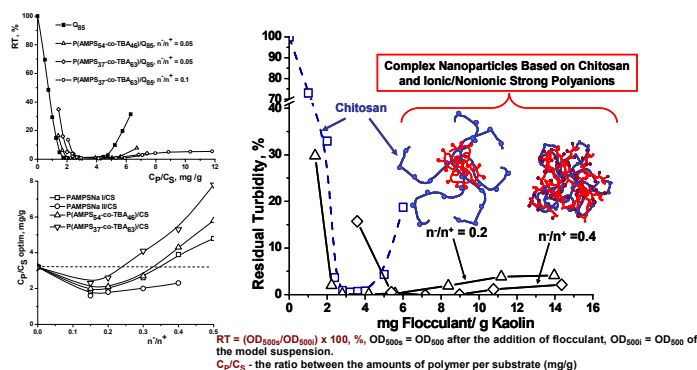 RT, %
100
80
60
40
20
0
Q85
P(AMPS54-co-TBA46)/Q85, n-/n+ = 0.05
P(AMPS37-co-TBA63)/Q85, n-/n+ = 0.05
P(AMPS37-co-TBA63)/Q85, n-/n+ = 0.1
0 2 4 6 8 10 12
CP/CS, mg /g
CP/CS optim, mg/g
8
6
4
2
0
PAMPSNa I/CS
PAMPSNa II/CS
P(AMPS54-co-TBA46)/CS
P(AMPS37-co-TBA63)/CS
0.0 0.1 0.2 0.3 0.4 0.5
n-/n+
Residual Turbidity, %
100
90
80
70
30
20
10
0
Complex Nanoparticles Based on Chitosan
and Ionic/Nonionic Strong Polyanions
Chitosan
n-/n+ = 0.2
n-/n+ =0.4
0 2 4 6 8 10 12 14 16
mg Flocculant/ g Kaolin
RT = (OD500s/OD500i) x 100, %, OD500s = OD500 after the addition of flocculant, OD500i = OD500 of
the model suspension.
CP/CS - the ratio between the amounts of polymer per substrate (mg/g)